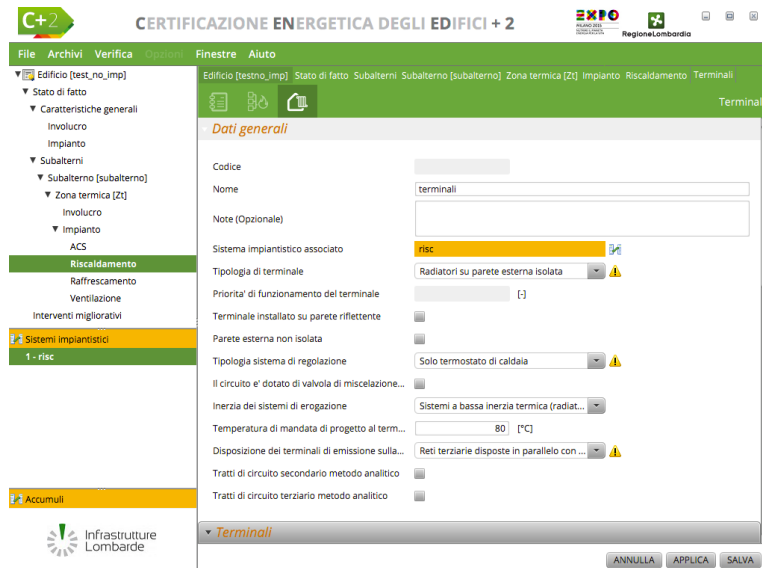 C+2
CERTIFICAZIONE ENERGETICA DEGLI EDIFICI + 2
EXPO
MILANO 2015
RegioneLombardia
File Archivi Verifica Opzioni Finestre Aiuto
Edificio [test_no_imp]
Stato di fatto
Caratteristiche generali
Involucro
Impianto
Subalterni
Subalterno [subalterno]
Zona termica [Zt]
Involucro
Impianto
ACS
Riscaldamento
Raffrescamento
Ventilazione
Interventi migliorativi
Sistemi impiantistici
1 - risc
Accumuli
Infrastrutture
Lombarde
Edificio [testno_imp] Stato di fatto Subalterni Subalterno [subalterno] Zona termica [Zt] Impianto Riscaldamento Terminali
Terminal
Dati generali
Codice
Nome terminali
Note (Opzionale)
Sistema impiantistico associato risc
Tipologia di terminale Radiatori su parete esterna isolata
Priorita' di funzionamento del terminale [-]
Terminale installato su parete riflettente
Parete esterna non isolata
Tipologia sistema di regolazione Solo termostato di caldaia
Il circuito e' dotato di valvola di miscelazione...
Inerzia dei sistemi di erogazione Sistemi a bassa inerzia termica (radiat...
Temperatura di mandata di progetto al term... 80 [°C]
Disposizione dei terminali di emissione sulla... Reti terziarie disposte in parallelo con ...
Tratti di circuito secondario metodo analitico
Tratti di circuito terziario metodo analitico
Terminali
ANNULLA APPLICA SALVA